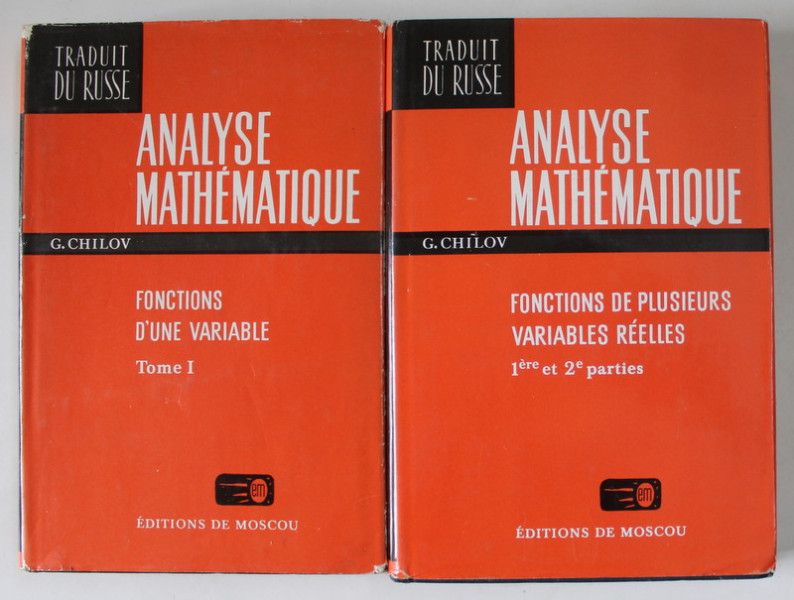 TRADUIT
DU RUSSE
ANALYSE
MATHÉMATIQUE
G. CHILOV
FONCTIONS
D'UNE VARIABLE
Tome I
em
ÉDITIONS DE MOSCOU
TRADUIT
DU RUSSE
ANALYSE
MATHÉMATIQUE
G. CHILOV
FONCTIONS DE PLUSIEURS
VARIABLES RÉELLES
1ère et 2e parties
em
ÉDITIONS DE MOSCOU